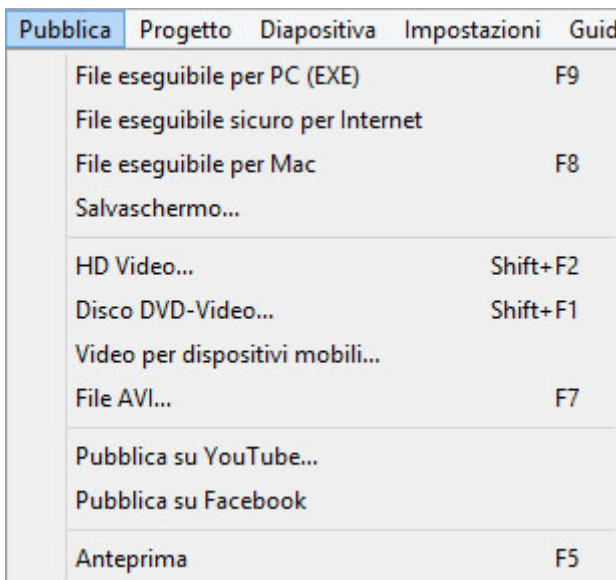 Pubblica Progetto Diapositiva Impostazioni Guid
File eseguibile per PC (EXE) F9
File eseguibile sicuro per Internet
File eseguibile per Mac F8
Salvaschermo...
HD Video... Shift+F2
Disco DVD-Video... Shift+F1
Video per dispositivi mobili...
File AVI... F7
Pubblica su YouTube...
Pubblica su Facebook
Anteprima F5